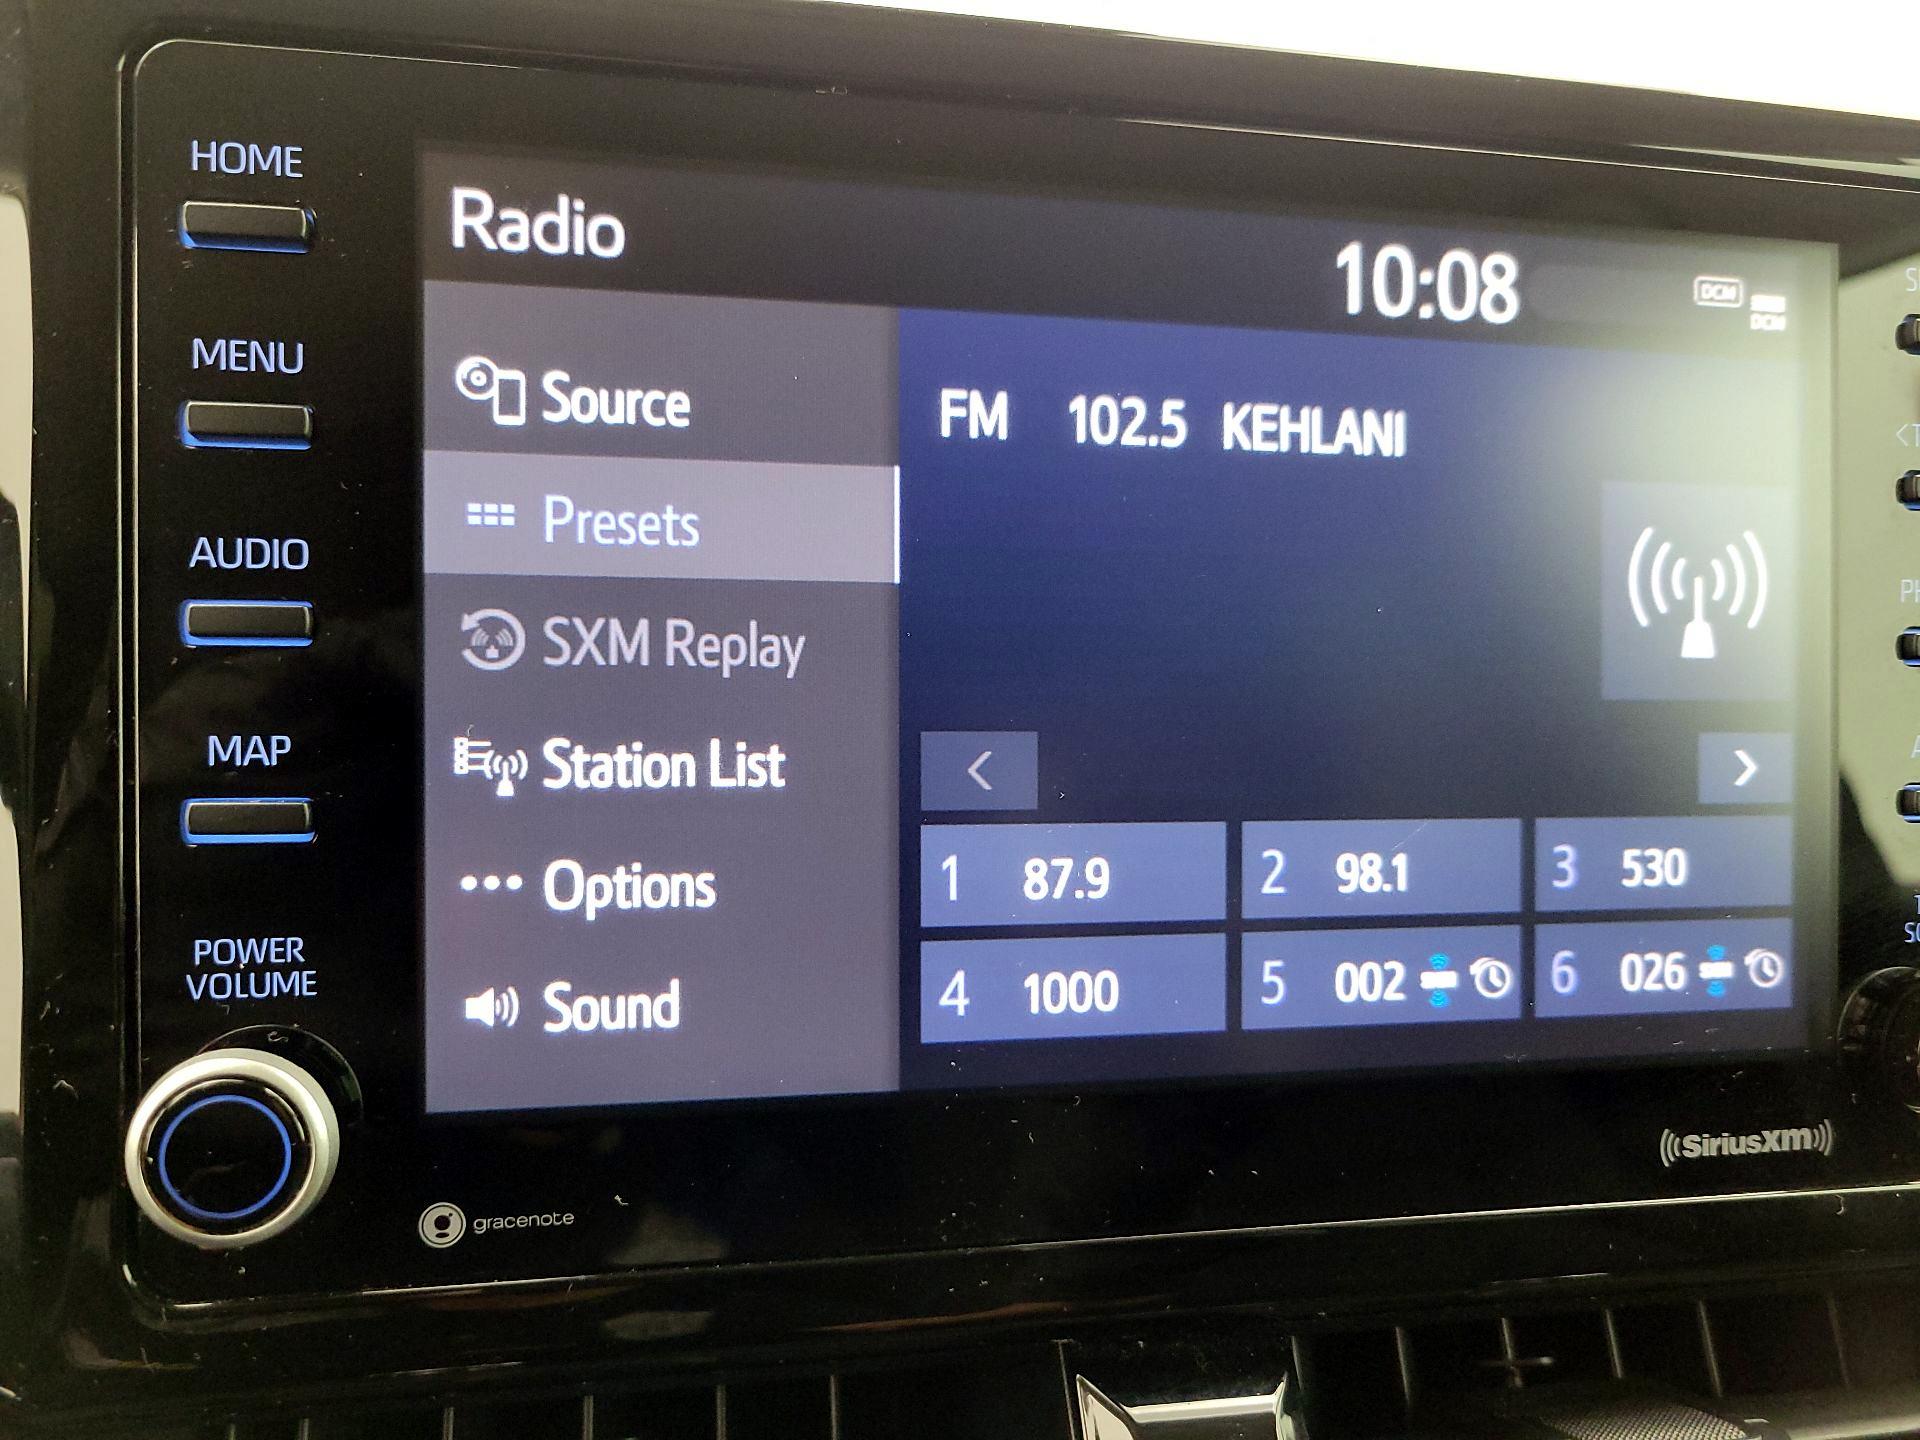 HOME
MENU
AUDIO
MAP
POWER
VOLUME
Radio
10:08
DCM
DCM
Source
Presets
SXM Replay
Station List
Options
Sound
FM 102.5 KEHLANI
<
>
1 87.9
2 98.1
3 530
4 1000
5 002
6 026
((SiriusXM))
gracenote